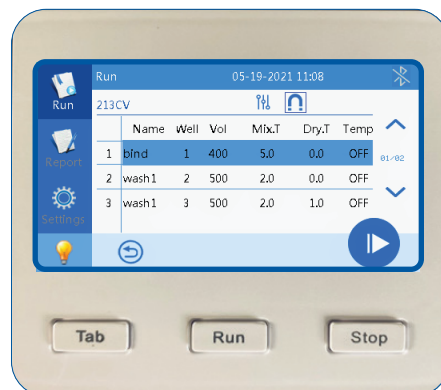 Run 05-19-2021 11:08
Run
213CV
Name Well Vol Mix.T Dry.T Temp
1 bind 1 400 5.0 0.0 OFF
01/02
Report
2 wash1 2 500 2.0 0.0 OFF
3 wash1 3 500 2.0 1.0 OFF
Settings
Tab Run Stop